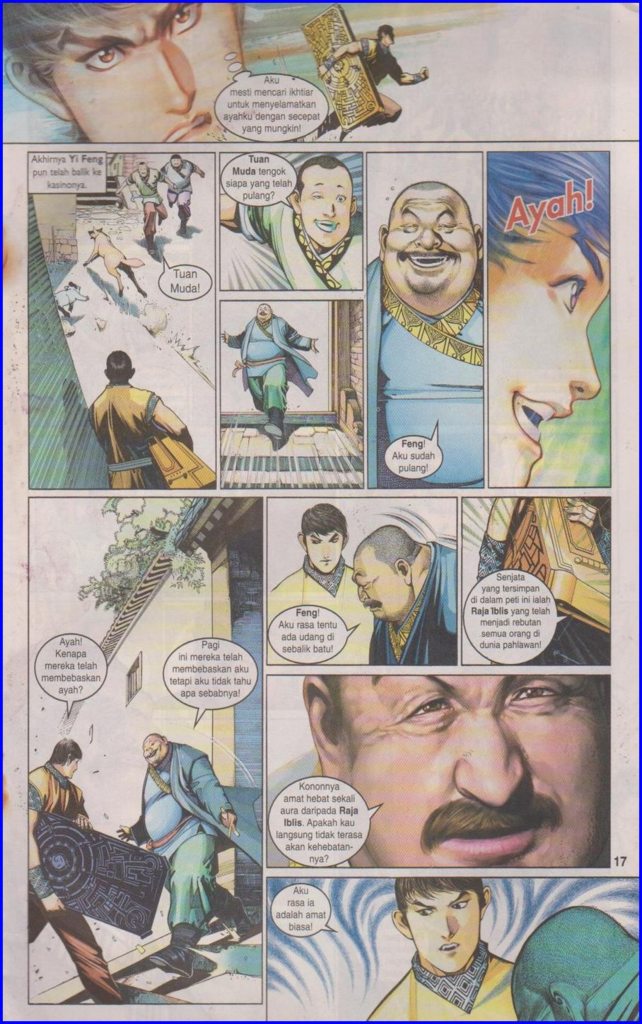 Aku
mesti mencari ikhtiar
untuk menyelamatkan
ayahku dengan secepat
yang mungkin!
Akhirnya Yi Feng
pun telah balik ke
kasinonya.
Tuan
Muda!
Tuan
Muda tengok
siapa yang telah
pulang?
Feng!
Aku sudah
pulang!
Ayah!
Ayah!
Kenapa
mereka telah
membebaskan
ayah?
Pagi
ini mereka telah
membebaskan aku
tetapi aku tidak tahu
apa sebabnya!
Feng!
Aku rasa tentu
ada udang di
sebalik batu!
Senjata
yang tersimpan
di dalam peti ini ialah
Raja Iblis yang telah
menjadi rebutan
semua orang di
dunia pahlawan!
Kononnya
amat hebat sekali
aura daripada Raja
Iblis. Apakah kau
langsung tidak terasa
akan kehebatan-
nya?
17
Aku
rasa ia
adalah amat
biasa!